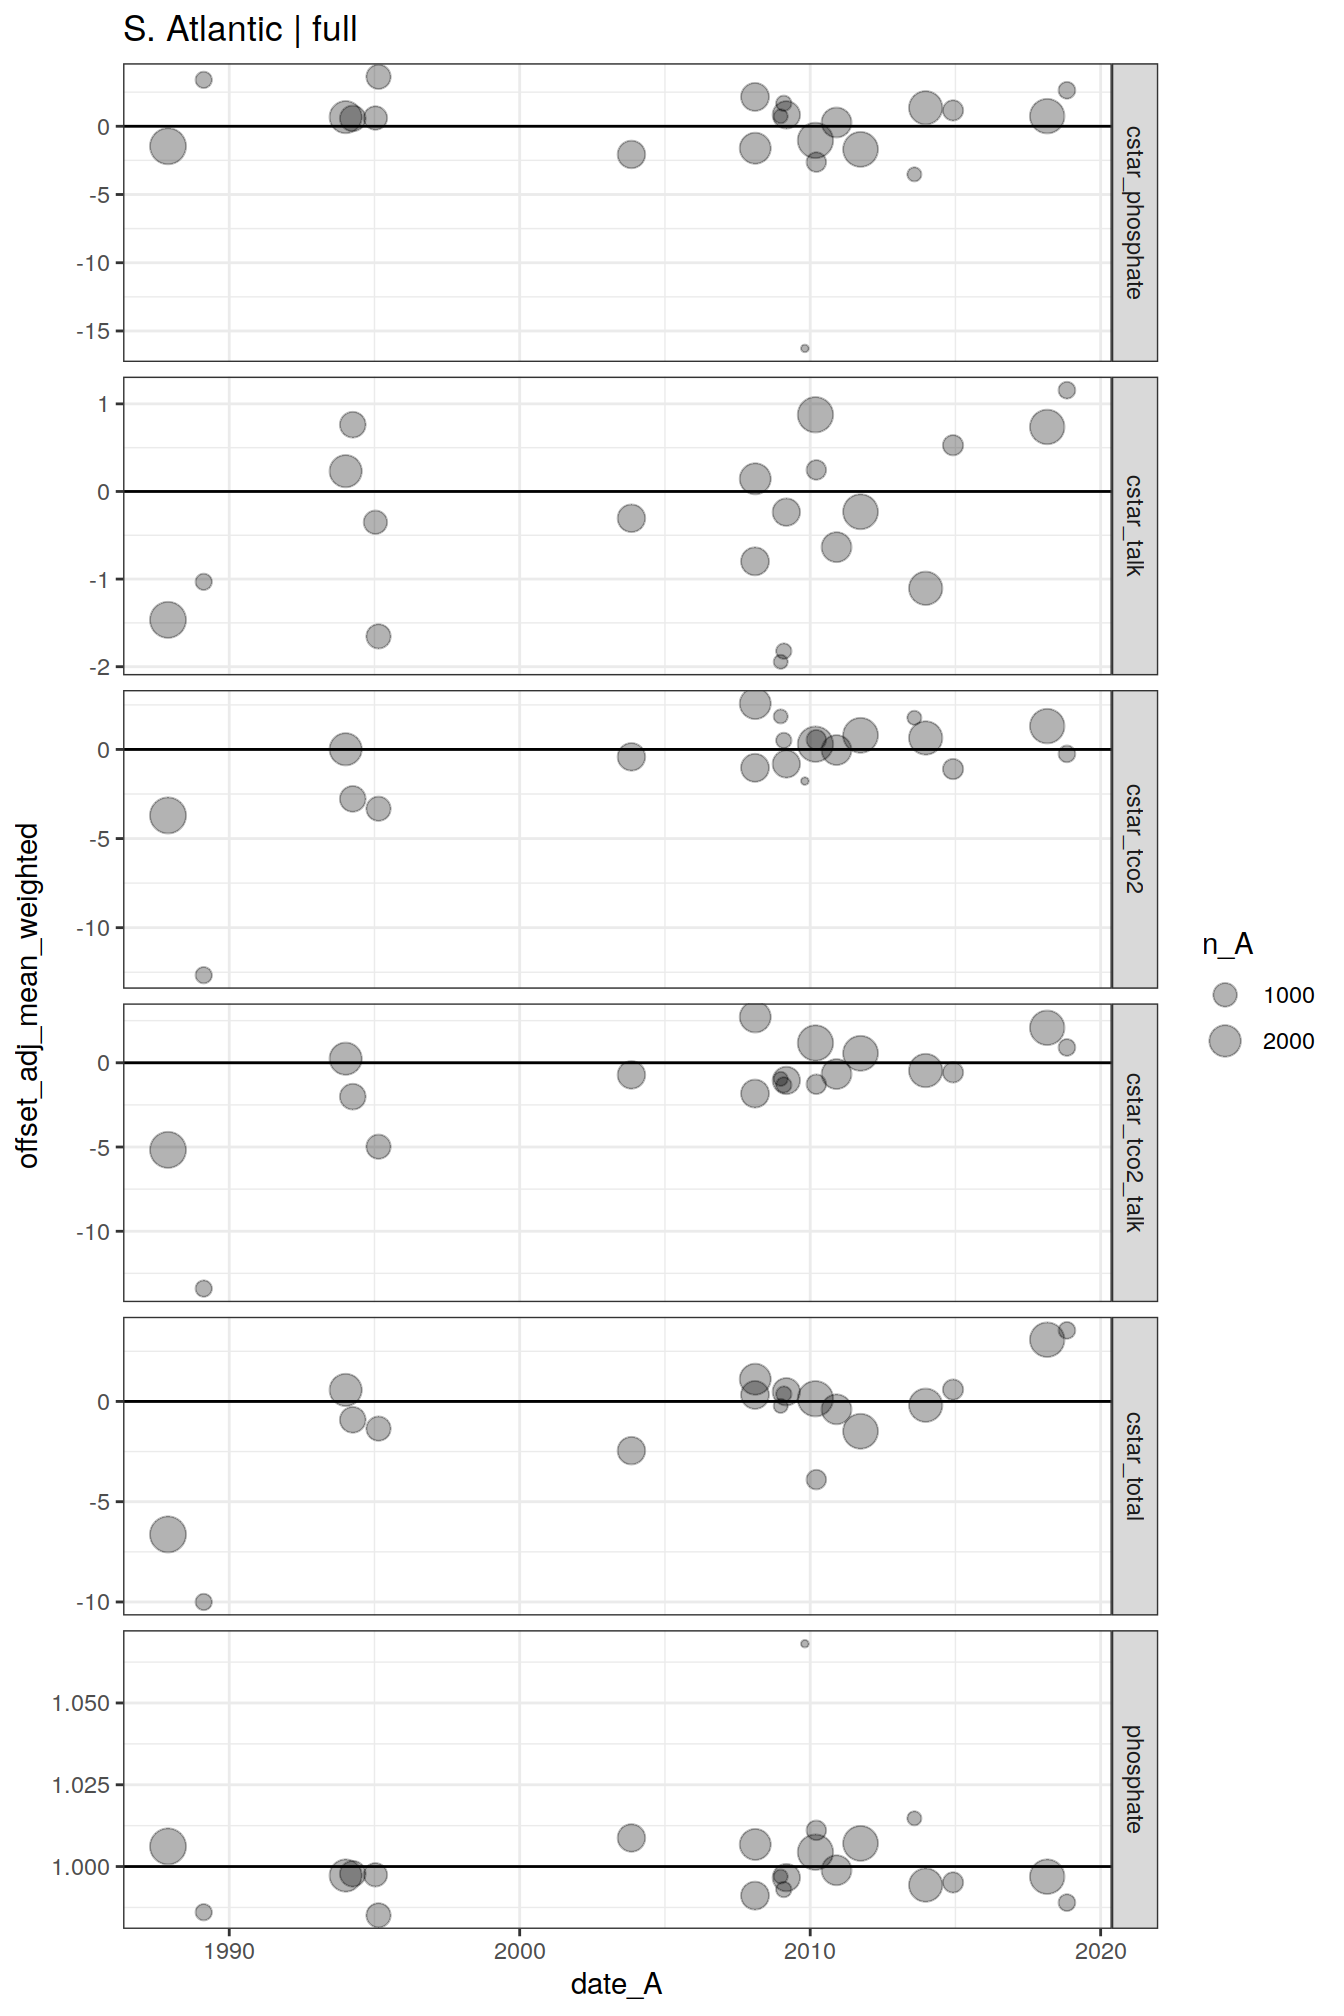 S. Atlantic | full
0
-5
-10
-15
cstar_phosphate
1
0
-1
-2
cstar_talk
0
-5
-10
cstar_tco2
0
-5
-10
cstar_tco2_talk
0
-5
-10
cstar_total
1.050
1.025
1.000
phosphate
1990
2000
2010
2020
date_A
offset_adj_mean_weighted
n_A
1000
2000